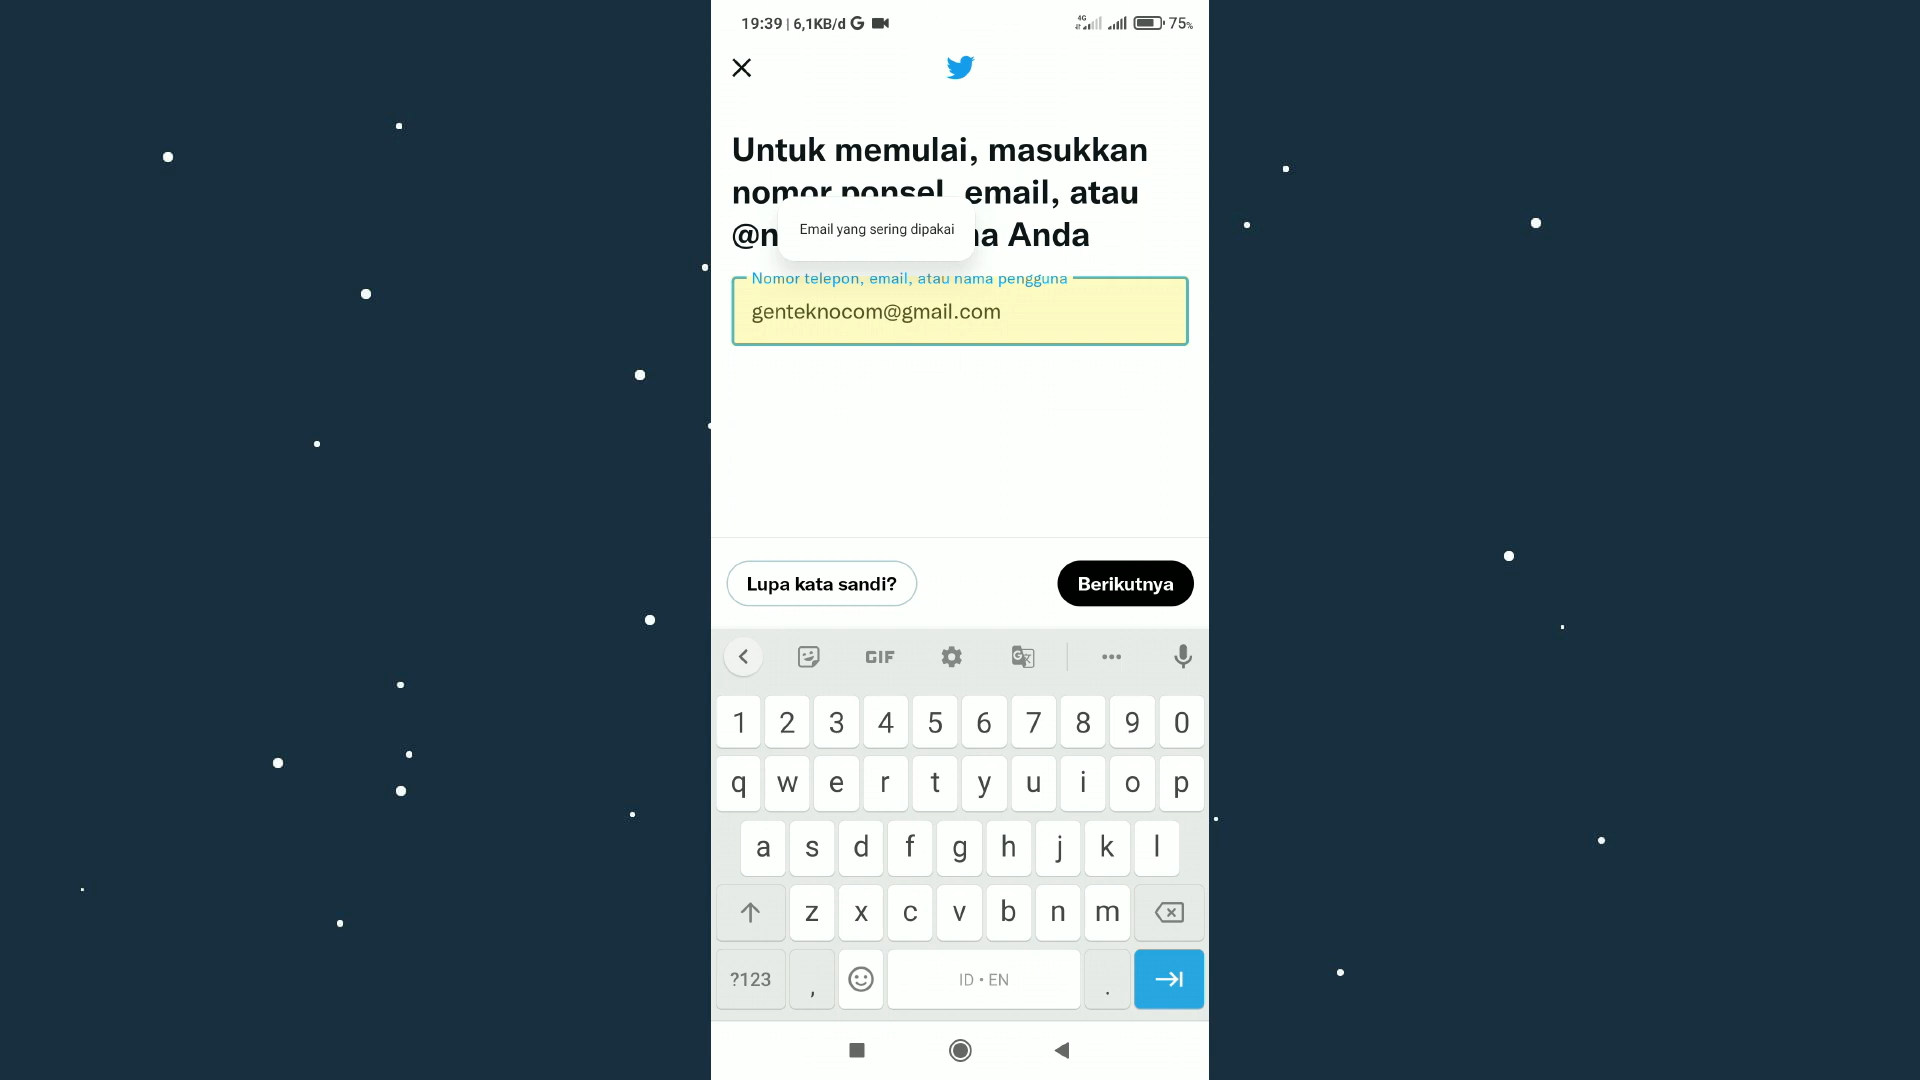 19:39 | 6,1KB/d G
4G 75%
Untuk memulai, masukkan
nomor ponsel, email, atau
@n
a Anda
Email yang sering dipakai
Nomor telepon, email, atau nama pengguna
genteknocom@gmail.com
Lupa kata sandi?
Berikutnya
GIF
1 2 3 4 5 6 7 8 9 0
q w e r t y u i o p
a s d f g h j k l
z x c v b n m
?123 , ID • EN .